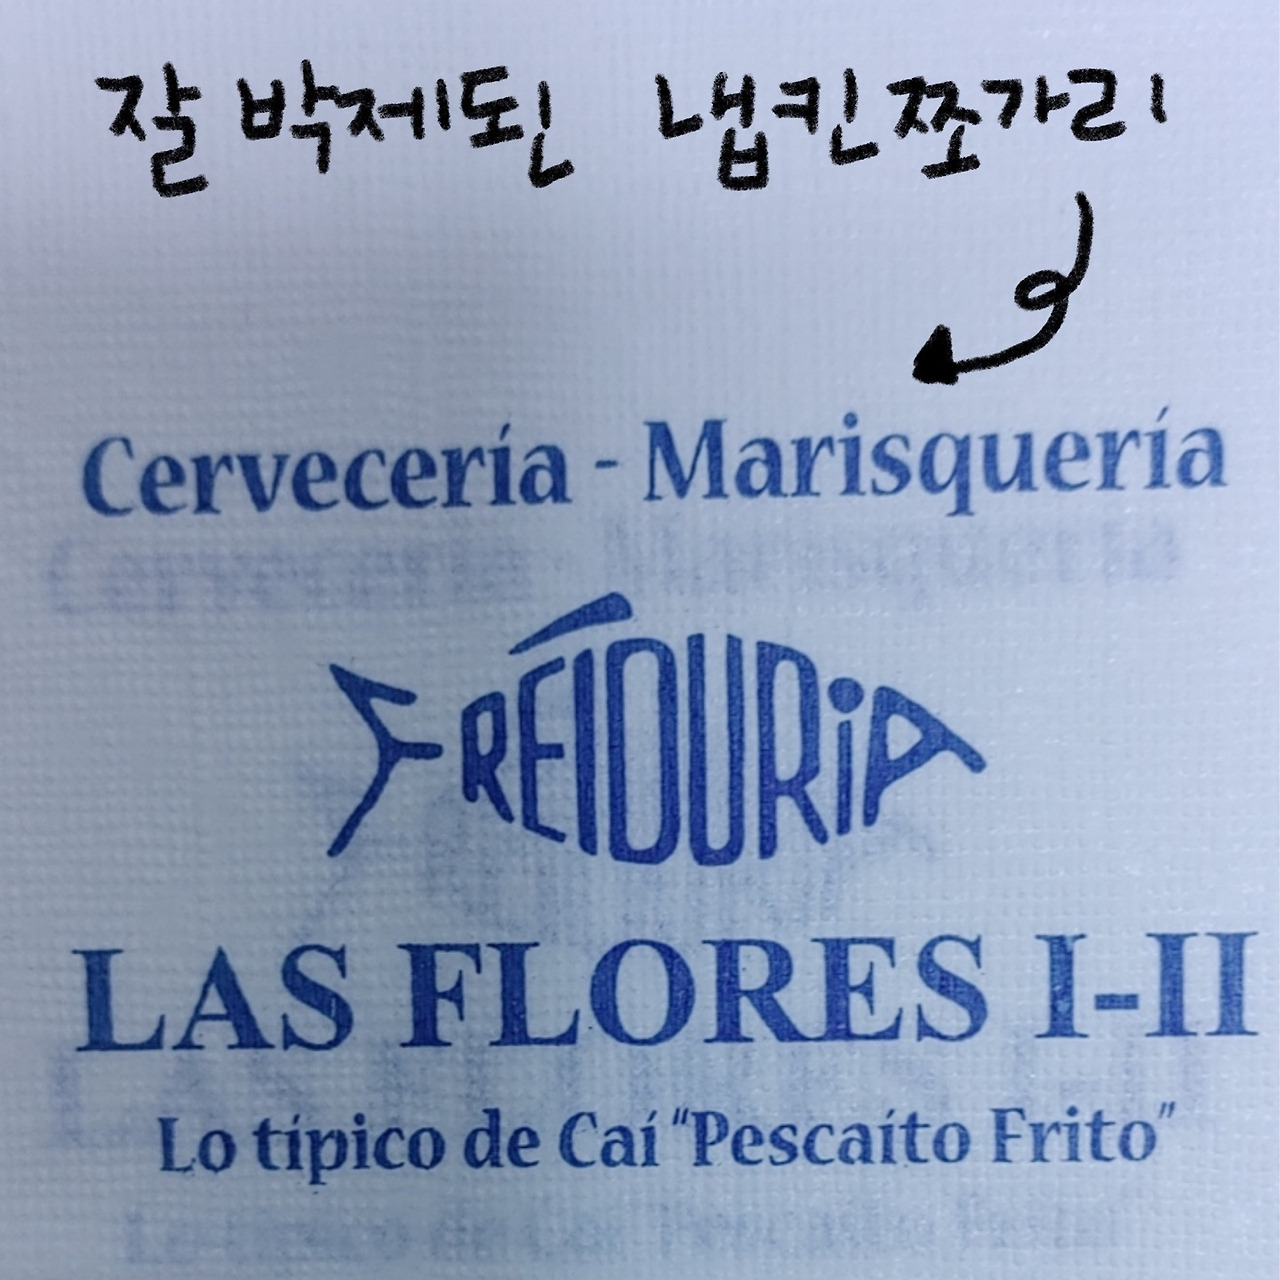 잘 박제된 냅킨쪼가리
Cervecería - Marisquería
FREÍDURiA
LAS FLORES I-II
Lo típico de Caí "Pescaíto Frito"